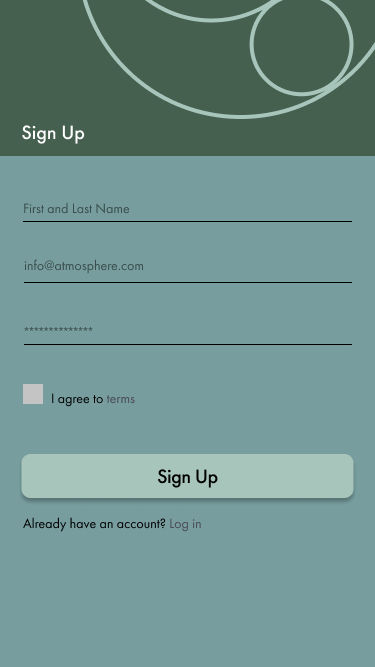 Sign Up
First and Last Name
info@atmosphere.com
**************
I agree to terms
Sign Up
Already have an account? Log in